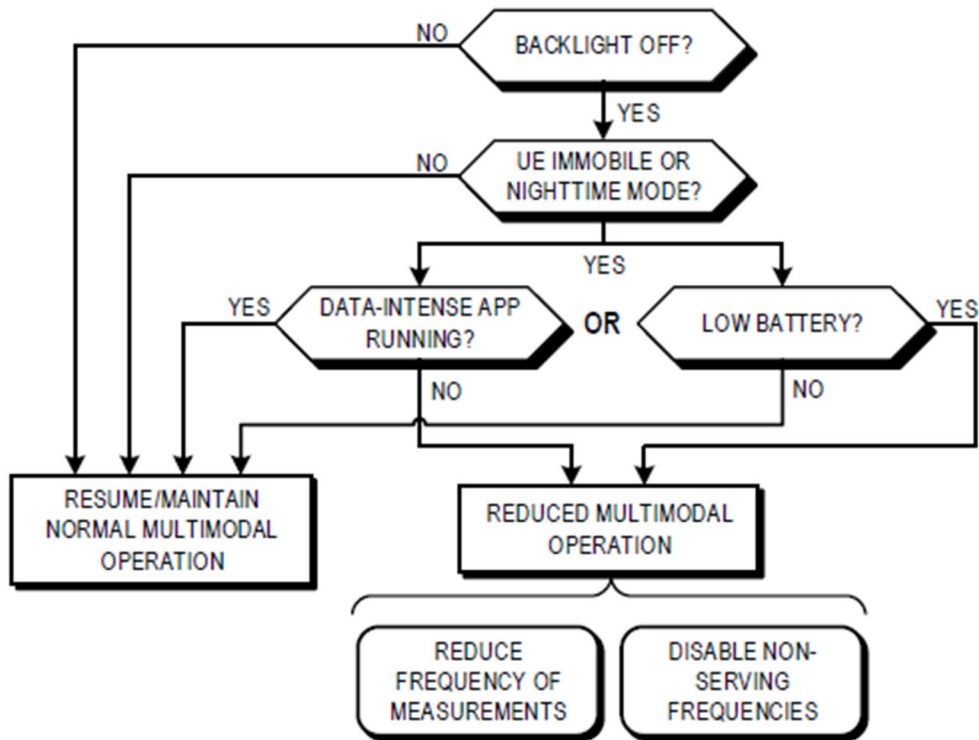 NO
BACKLIGHT OFF?
YES
NO
UE IMMOBILE OR
NIGHTTIME MODE?
YES
YES
DATA-INTENSE APP
RUNNING?
OR
LOW BATTERY?
YES
NO
NO
RESUME/MAINTAIN
NORMAL MULTIMODAL
OPERATION
REDUCED MULTIMODAL
OPERATION
REDUCE
FREQUENCY OF
MEASUREMENTS
DISABLE NON-
SERVING
FREQUENCIES